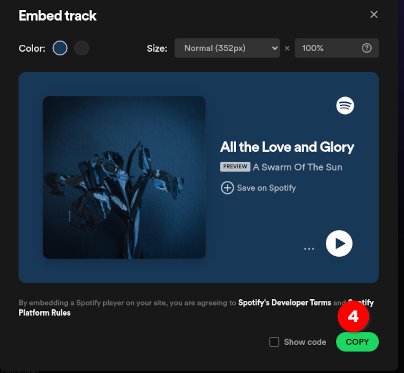 Embed track
Color: Size: Normal (352px) × 100%
All the Love and Glory
PREVIEW A Swarm Of The Sun
Save on Spotify
By embedding a Spotify player on your site, you are agreeing to Spotify's Developer Terms and Spotify
Platform Rules
4
Show code COPY